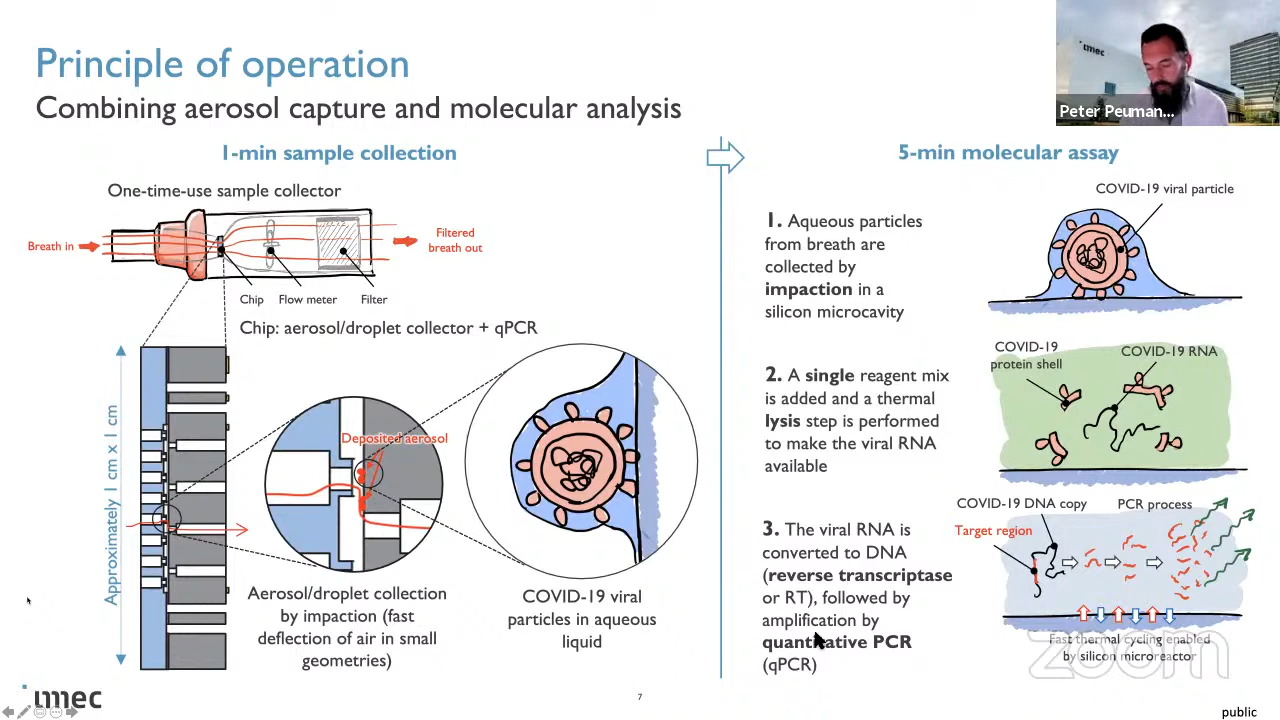 Principle of operation
Combining aerosol capture and molecular analysis
imec
Peter Peuman...
1-min sample collection
One-time-use sample collector
Breath in
Filtered
breath out
Chip
Flow meter
Filter
Chip: aerosol/droplet collector + qPCR
Approximately 1 cm x 1 cm
Deposited aerosol
Aerosol/droplet collection
by impaction (fast
deflection of air in small
geometries)
COVID-19 viral
particles in aqueous
liquid
5-min molecular assay
1. Aqueous particles
from breath are
collected by
impaction in a
silicon microcavity
COVID-19 viral particle
2. A single reagent mix
is added and a thermal
lysis step is performed
to make the viral RNA
available
COVID-19
protein shell
COVID-19 RNA
3. The viral RNA is
converted to DNA
(reverse transcriptase
or RT), followed by
amplification by
quantitative PCR
(qPCR)
COVID-19 DNA copy
PCR process
Target region
Fast thermal cycling enabled
by silicon microreactor
zoom
imec
7
public